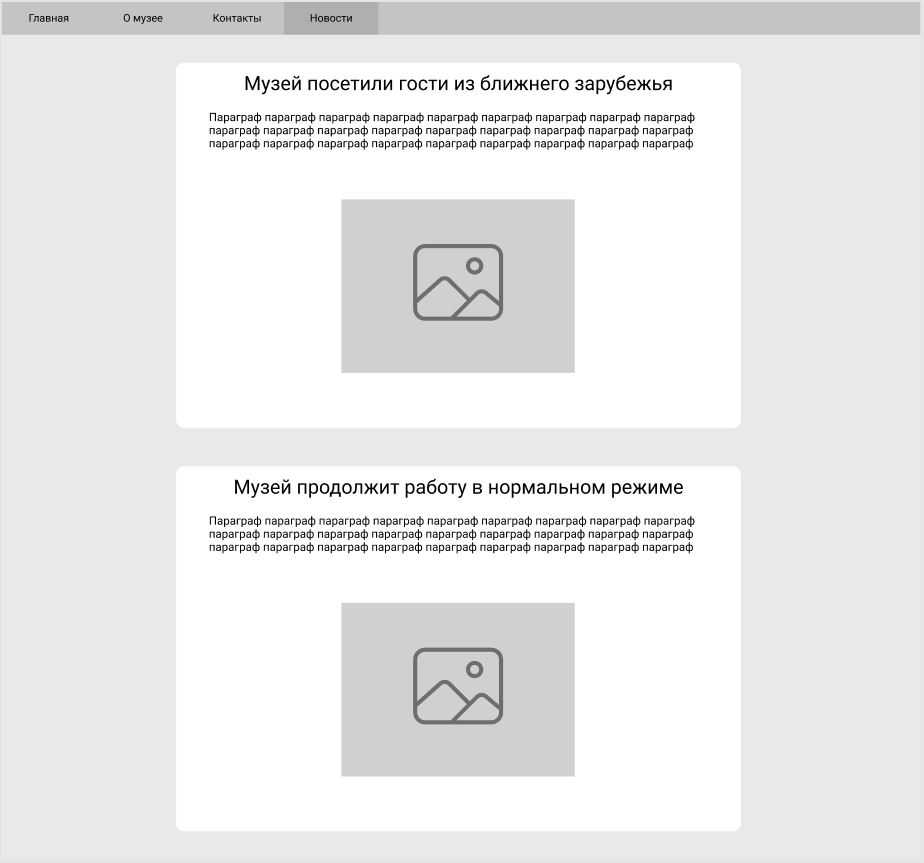 Главная
О музее
Контакты
Новости
Музей посетили гости из ближнего зарубежья
Параграф параграф параграф параграф параграф параграф параграф параграф параграф
параграф параграф параграф параграф параграф параграф параграф параграф параграф
параграф параграф параграф параграф параграф параграф параграф параграф параграф
Музей продолжит работу в нормальном режиме
Параграф параграф параграф параграф параграф параграф параграф параграф параграф
параграф параграф параграф параграф параграф параграф параграф параграф параграф
параграф параграф параграф параграф параграф параграф параграф параграф параграф